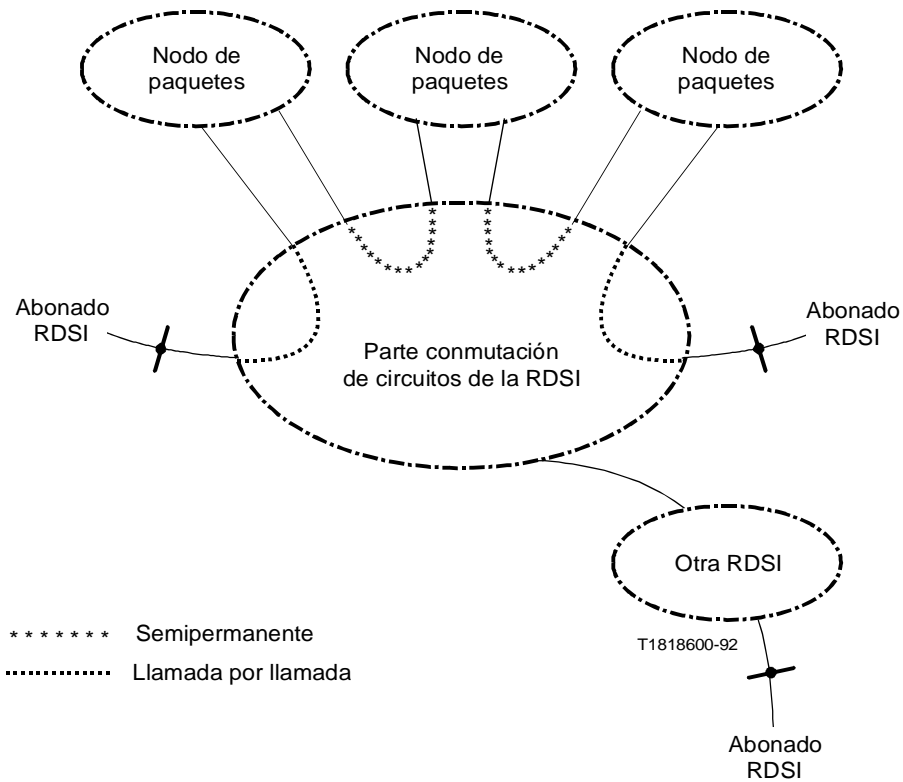 Nodo de
paquetes
Nodo de
paquetes
Nodo de
paquetes
Abonado
RDSI
Parte conmutación
de circuitos de la RDSI
Abonado
RDSI
Otra RDSI
Semipermanente
T1818600-92
Llamada por llamada
Abonado
RDSI